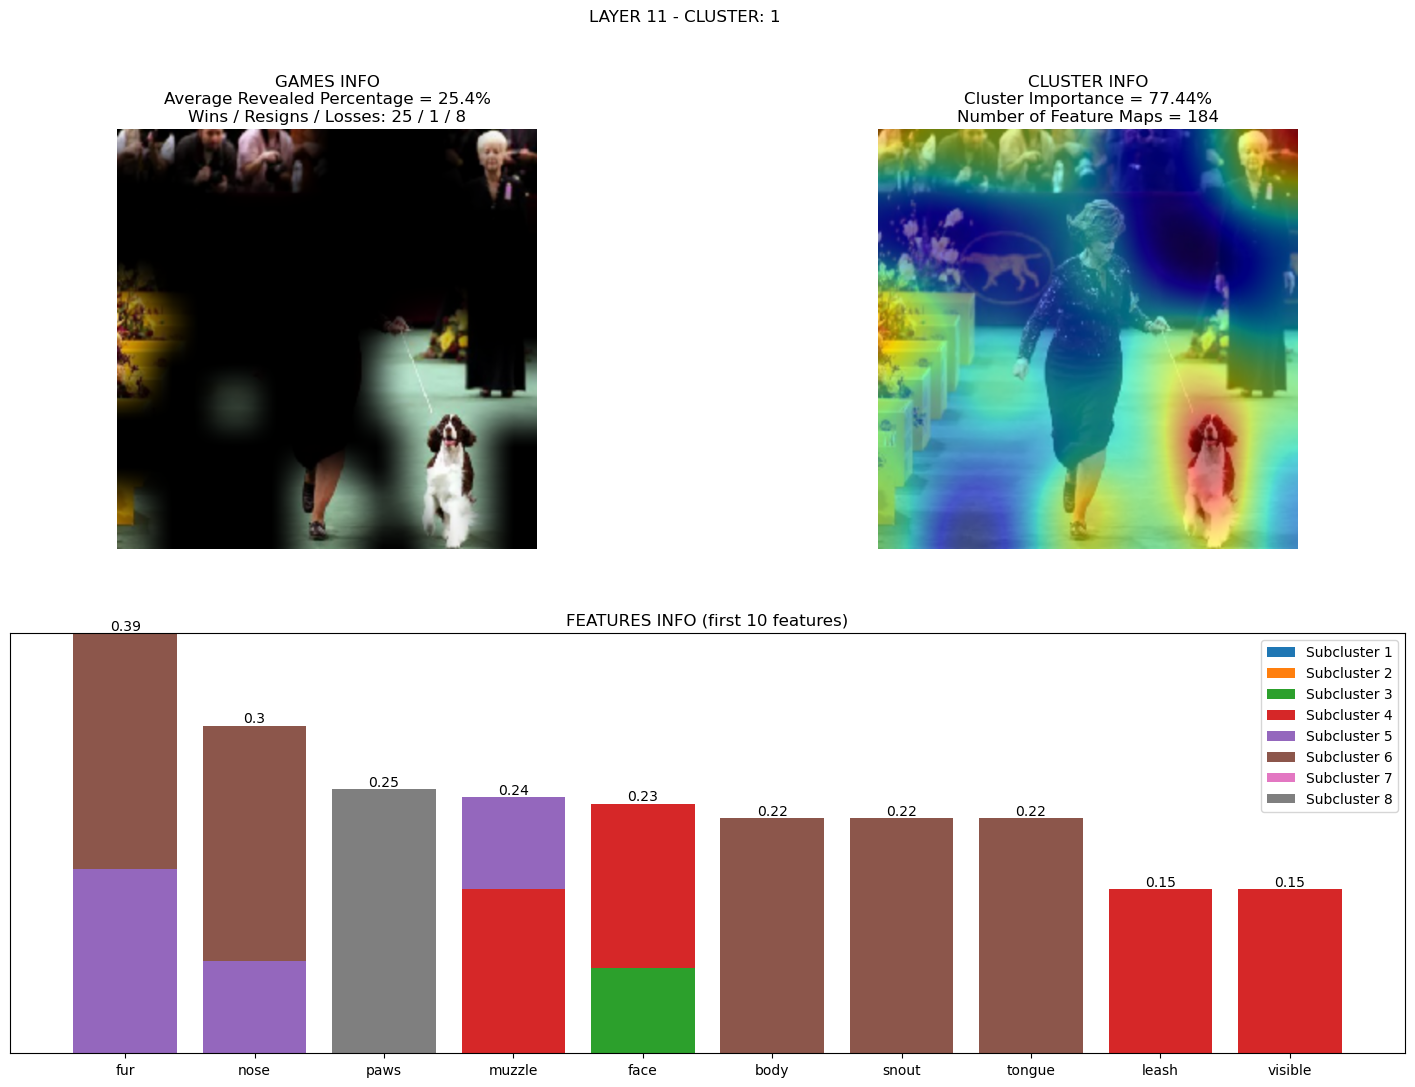 LAYER 11 - CLUSTER: 1
GAMES INFO
Average Revealed Percentage = 25.4%
Wins / Resigns / Losses: 25 / 1 / 8
CLUSTER INFO
Cluster Importance = 77.44%
Number of Feature Maps = 184
FEATURES INFO (first 10 features)
0.39
0.3
0.25
0.24
0.23
0.22
0.22
0.22
0.15
0.15
Subcluster 1
Subcluster 2
Subcluster 3
Subcluster 4
Subcluster 5
Subcluster 6
Subcluster 7
Subcluster 8
fur
nose
paws
muzzle
face
body
snout
tongue
leash
visible